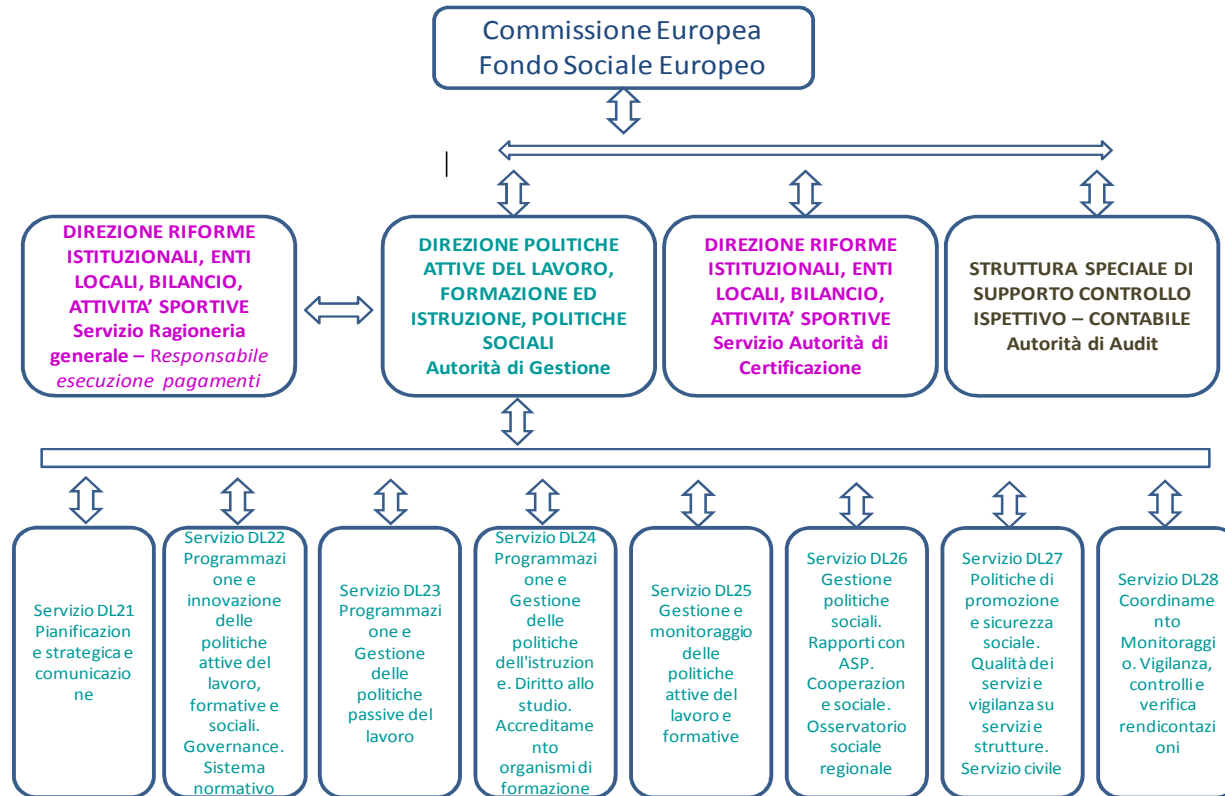 Commissione Europea
Fondo Sociale Europeo
DIREZIONE RIFORME
ISTITUZIONALI, ENTI
LOCALI, BILANCIO,
ATTIVITA’ SPORTIVE
Servizio Ragioneria
generale – Responsabile
esecuzione pagamenti
DIREZIONE POLITICHE
ATTIVE DEL LAVORO,
FORMAZIONE ED
ISTRUZIONE, POLITICHE
SOCIALI
Autorità di Gestione
DIREZIONE RIFORME
ISTITUZIONALI, ENTI
LOCALI, BILANCIO,
ATTIVITA’ SPORTIVE
Servizio Autorità di
Certificazione
STRUTTURA SPECIALE DI
SUPPORTO CONTROLLO
ISPETTIVO – CONTABILE
Autorità di Audit
Servizio DL21
Pianificazion
e strategica e
comunicazio
ne
Servizio DL22
Programmazi
one e
innovazione
delle
politiche
attive del
lavoro,
formative e
sociali.
Governance.
Sistema
normativo
Servizio DL23
Programmazi
one e
Gestione
delle
politiche
passive del
lavoro
Servizio DL24
Programmazi
one e
Gestione
delle
politiche
dell'istruzion
e. Diritto allo
studio.
Accreditame
nto
organismi di
formazione
Servizio DL25
Gestione e
monitoraggio
delle
politiche
attive del
lavoro e
formative
Servizio DL26
Gestione
politiche
sociali.
Rapporti con
ASP.
Cooperazion
e sociale.
Osservatorio
sociale
regionale
Servizio DL27
Politiche di
promozione
e sicurezza
sociale.
Qualità dei
servizi e
vigilanza su
servizi e
strutture.
Servizio civile
Servizio DL28
Coordiname
nto
Monitoraggi
o. Vigilanza,
controlli e
verifica
rendicontazi
oni